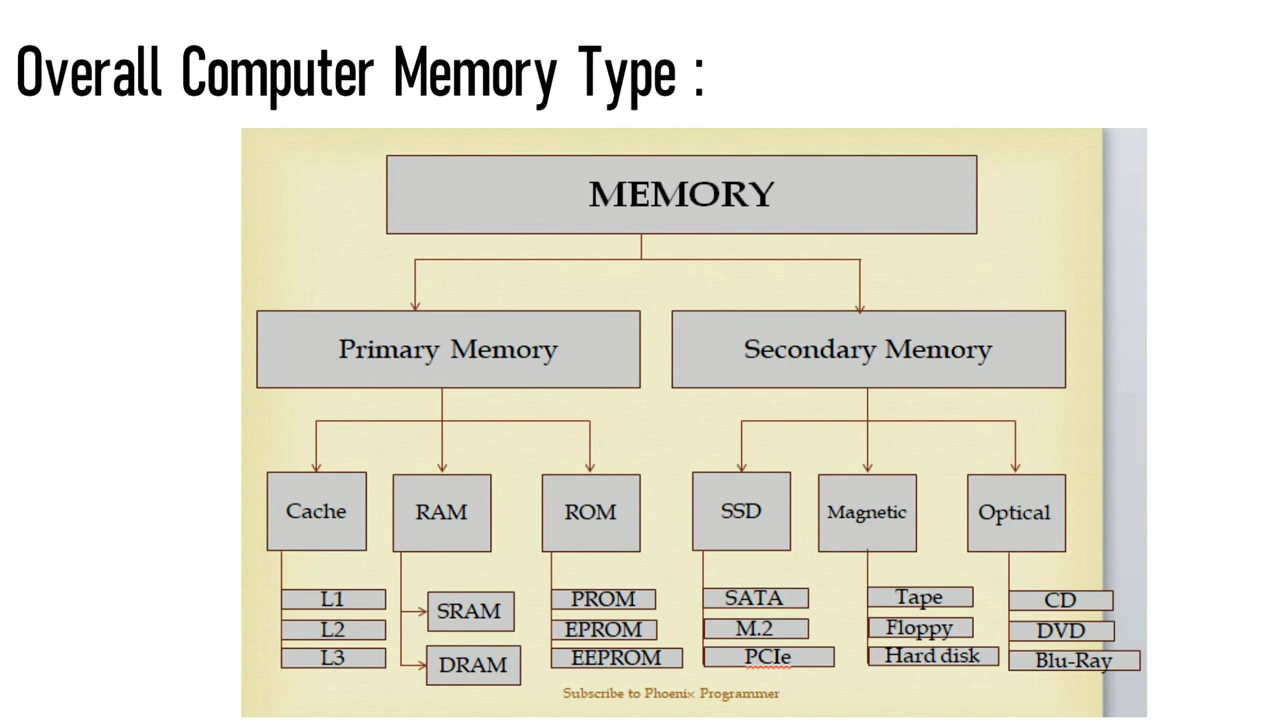 Overall Computer Memory Type :
MEMORY
Primary Memory
Secondary Memory
Cache
RAM
ROM
SSD
Magnetic
Optical
L1
L2
L3
SRAM
DRAM
PROM
EPROM
EEPROM
SATA
M.2
PCIe
Tape
Floppy
Hard disk
CD
DVD
Blu-Ray
Subscribe to Phoenix Programmer